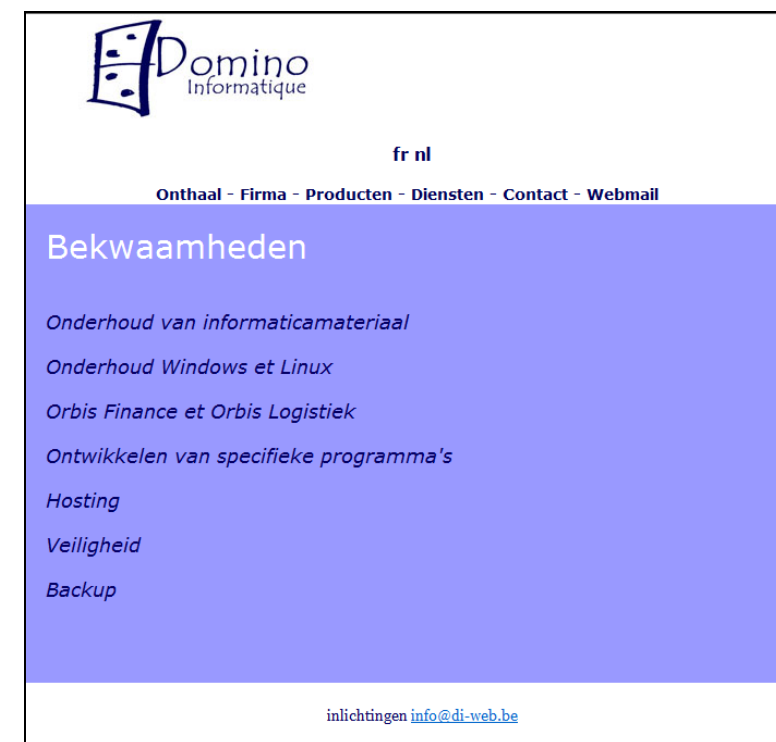 Domino
Informatique
fr nl
Onthaal - Firma - Producten - Diensten - Contact - Webmail
Bekwaamheden
Onderhoud van informaticamateriaal
Onderhoud Windows et Linux
Orbis Finance et Orbis Logistiek
Ontwikkelen van specifieke programma's
Hosting
Veiligheid
Backup
inlichtingen info@di-web.be